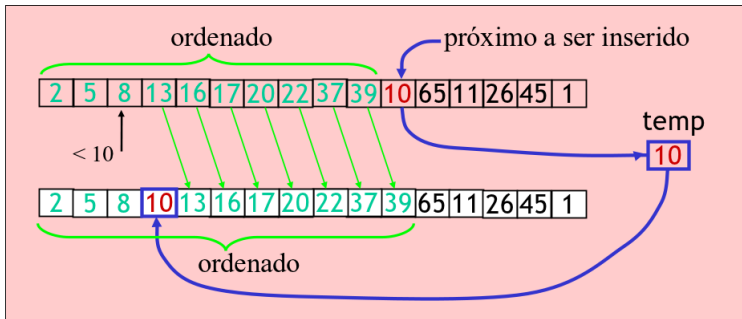 ordenado
próximo a ser inserido
2 5 8 13 16 17 20 22 37 39 10 65 11 26 45 1
temp
< 10
10
2 5 8 10 13 16 17 20 22 37 39 65 11 26 45 1
ordenado